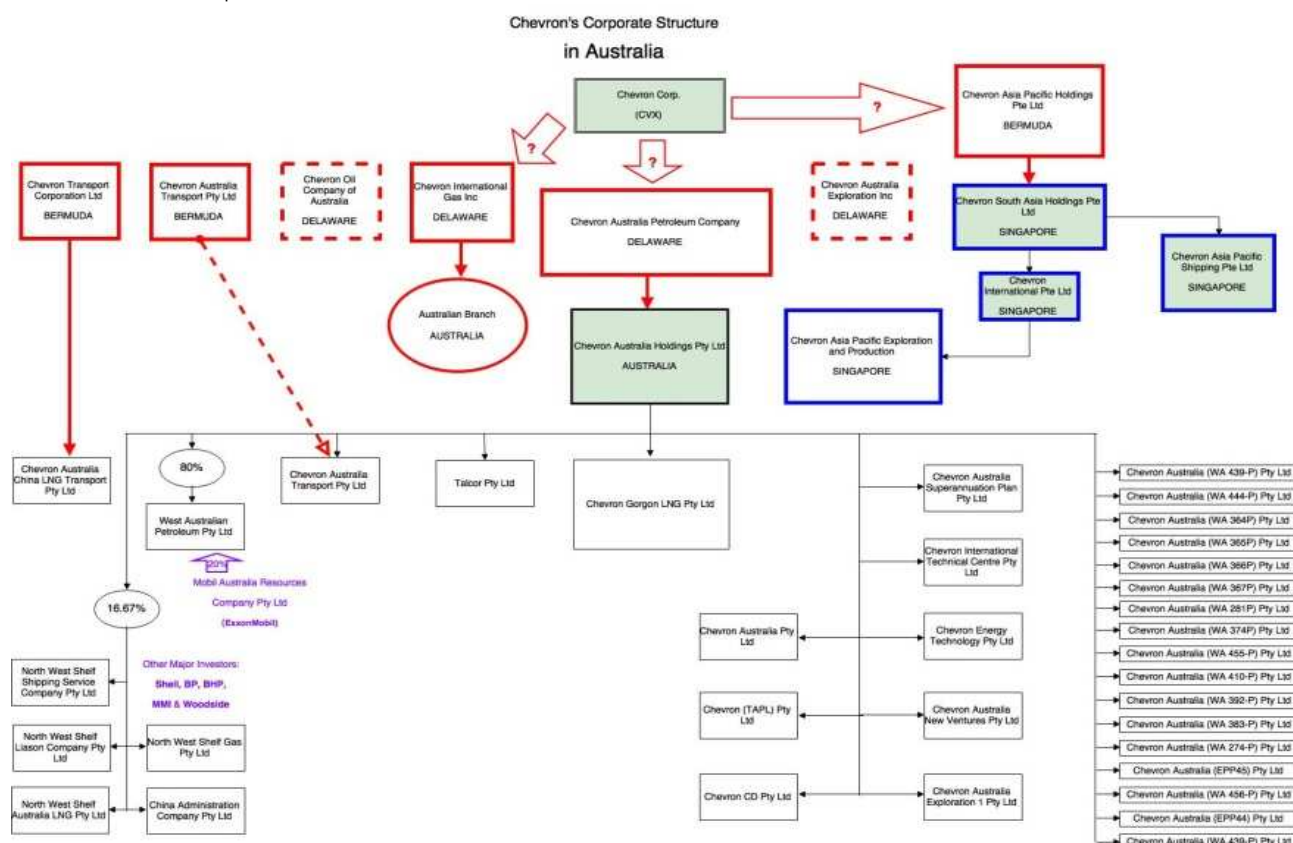 Chevron's Corporate Structure
in Australia
Chevron Corp.
(CVX)
?
?
?
Chevron Asia Pacific Holdings
Pte Ltd
BERMUDA
Chevron Transport
Corporation Ltd
BERMUDA
Chevron Australia
Transport Pty Ltd
BERMUDA
Chevron Oil
Company of
Australia
DELAWARE
Chevron International
Gas Inc
DELAWARE
Chevron Australia Petroleum Company
DELAWARE
Chevron Australia
Exploration Inc
DELAWARE
Chevron South Asia Holdings Pte
Ltd
SINGAPORE
Chevron Asia Pacific
Shipping Pte Ltd
SINGAPORE
Chevron
International Pte Ltd
SINGAPORE
Australian Branch
AUSTRALIA
Chevron Australia Holdings Pty Ltd
AUSTRALIA
Chevron Asia Pacific Exploration
and Production
SINGAPORE
Chevron Australia
China LNG Transport
Pty Ltd
80%
West Australian
Petroleum Pty Ltd
20%
Mobil Australia Resources
Company Pty Ltd
(ExxonMobil)
Chevron Australia
Transport Pty Ltd
Talcor Pty Ltd
Chevron Gorgon LNG Pty Ltd
16.67%
North West Shelf
Shipping Service
Company Pty Ltd
Other Major Investors:
Shell, BP, BHP,
MMI & Woodside
North West Shelf
Liason Company Pty
Ltd
North West Shelf Gas
Pty Ltd
North West Shelf
Australia LNG Pty Ltd
China Administration
Company Pty Ltd
Chevron Australia
Superannuation Plan
Pty Ltd
Chevron International
Technical Centre Pty
Ltd
Chevron Australia Pty
Ltd
Chevron Energy
Technology Pty Ltd
Chevron (TAPL) Pty
Ltd
Chevron Australia
New Ventures Pty Ltd
Chevron CD Pty Ltd
Chevron Australia
Exploration 1 Pty Ltd
Chevron Australia (WA 439-P) Pty Ltd
Chevron Australia (WA 444-P) Pty Ltd
Chevron Australia (WA 364P) Pty Ltd
Chevron Australia (WA 365P) Pty Ltd
Chevron Australia (WA 366P) Pty Ltd
Chevron Australia (WA 367P) Pty Ltd
Chevron Australia (WA 281P) Pty Ltd
Chevron Australia (WA 374P) Pty Ltd
Chevron Australia (WA 455-P) Pty Ltd
Chevron Australia (WA 410-P) Pty Ltd
Chevron Australia (WA 392-P) Pty Ltd
Chevron Australia (WA 383-P) Pty Ltd
Chevron Australia (WA 274-P) Pty Ltd
Chevron Australia (EPP45) Pty Ltd
Chevron Australia (WA 456-P) Pty Ltd
Chevron Australia (EPP44) Pty Ltd
Chevron Australia (WA 439-P) Pty Ltd